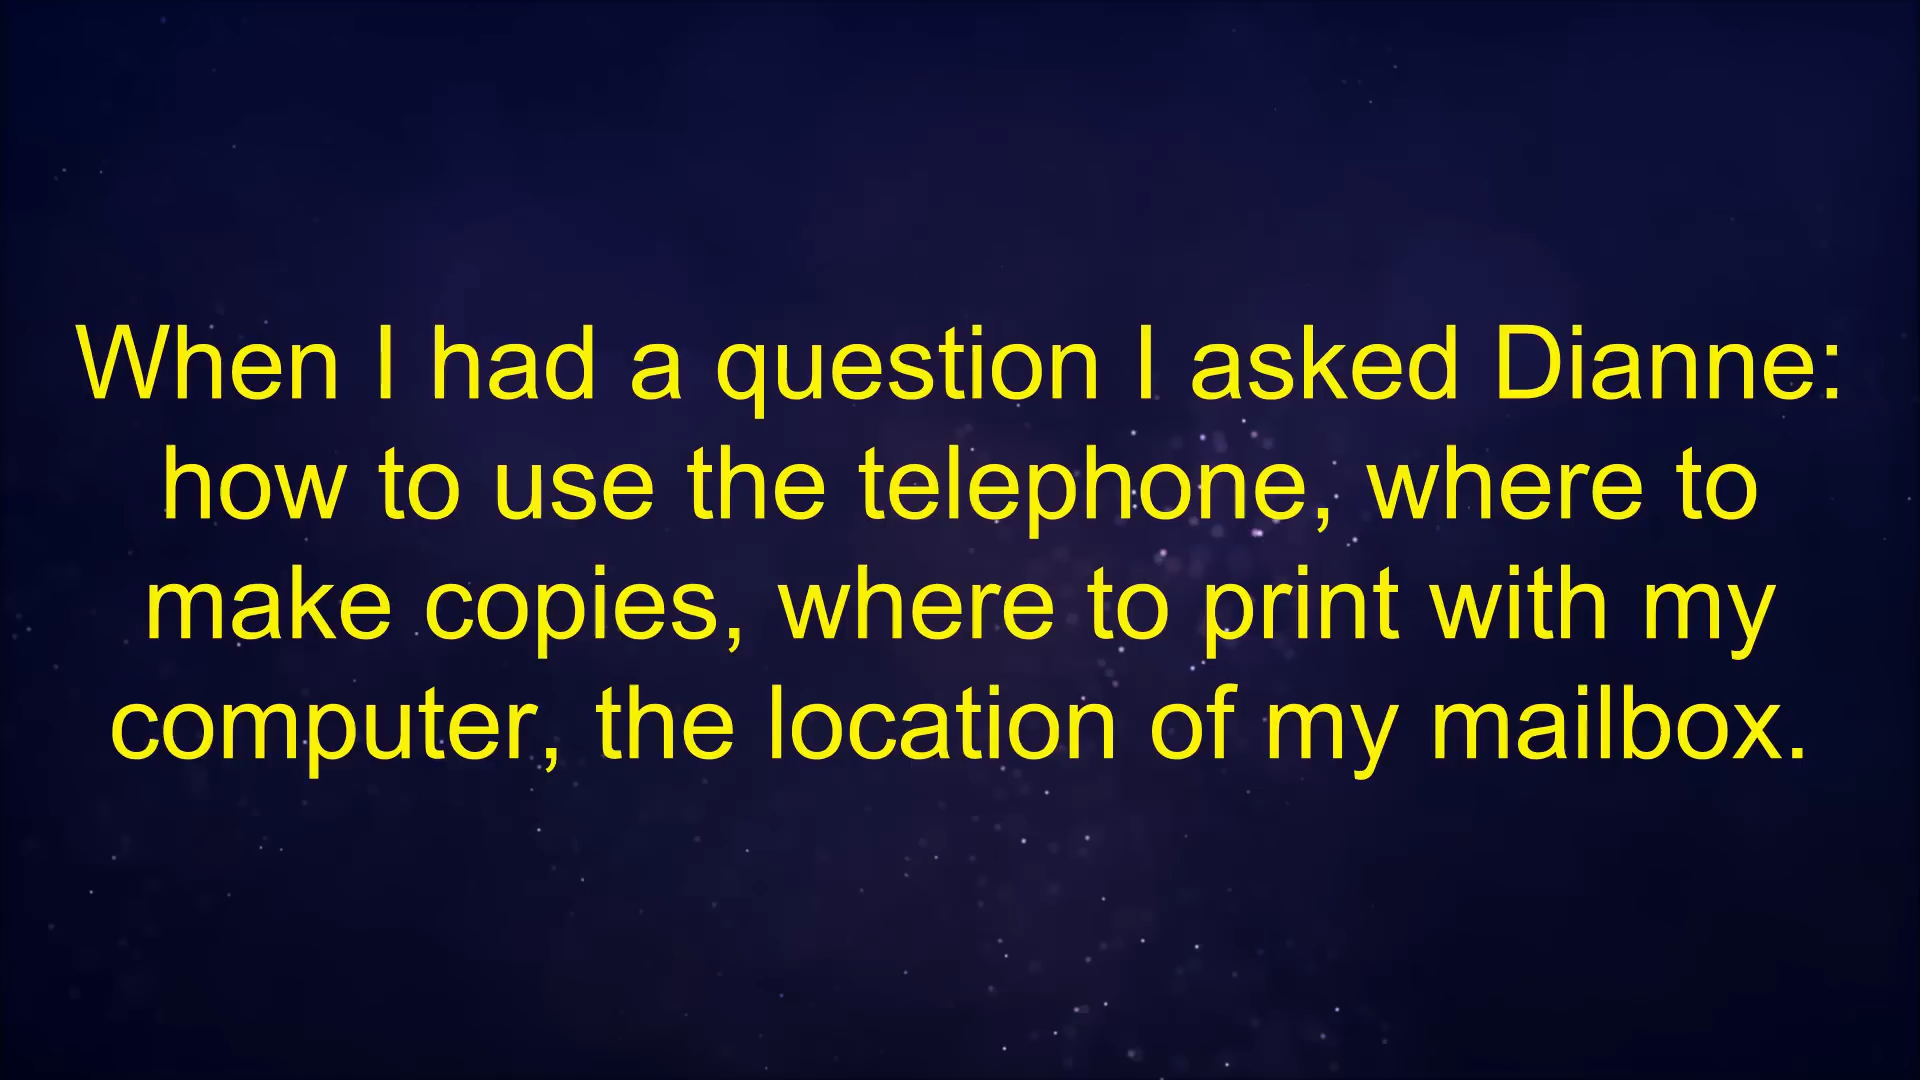 When I had a question I asked Dianne:
how to use the telephone, where to
make copies, where to print with my
computer, the location of my mailbox.